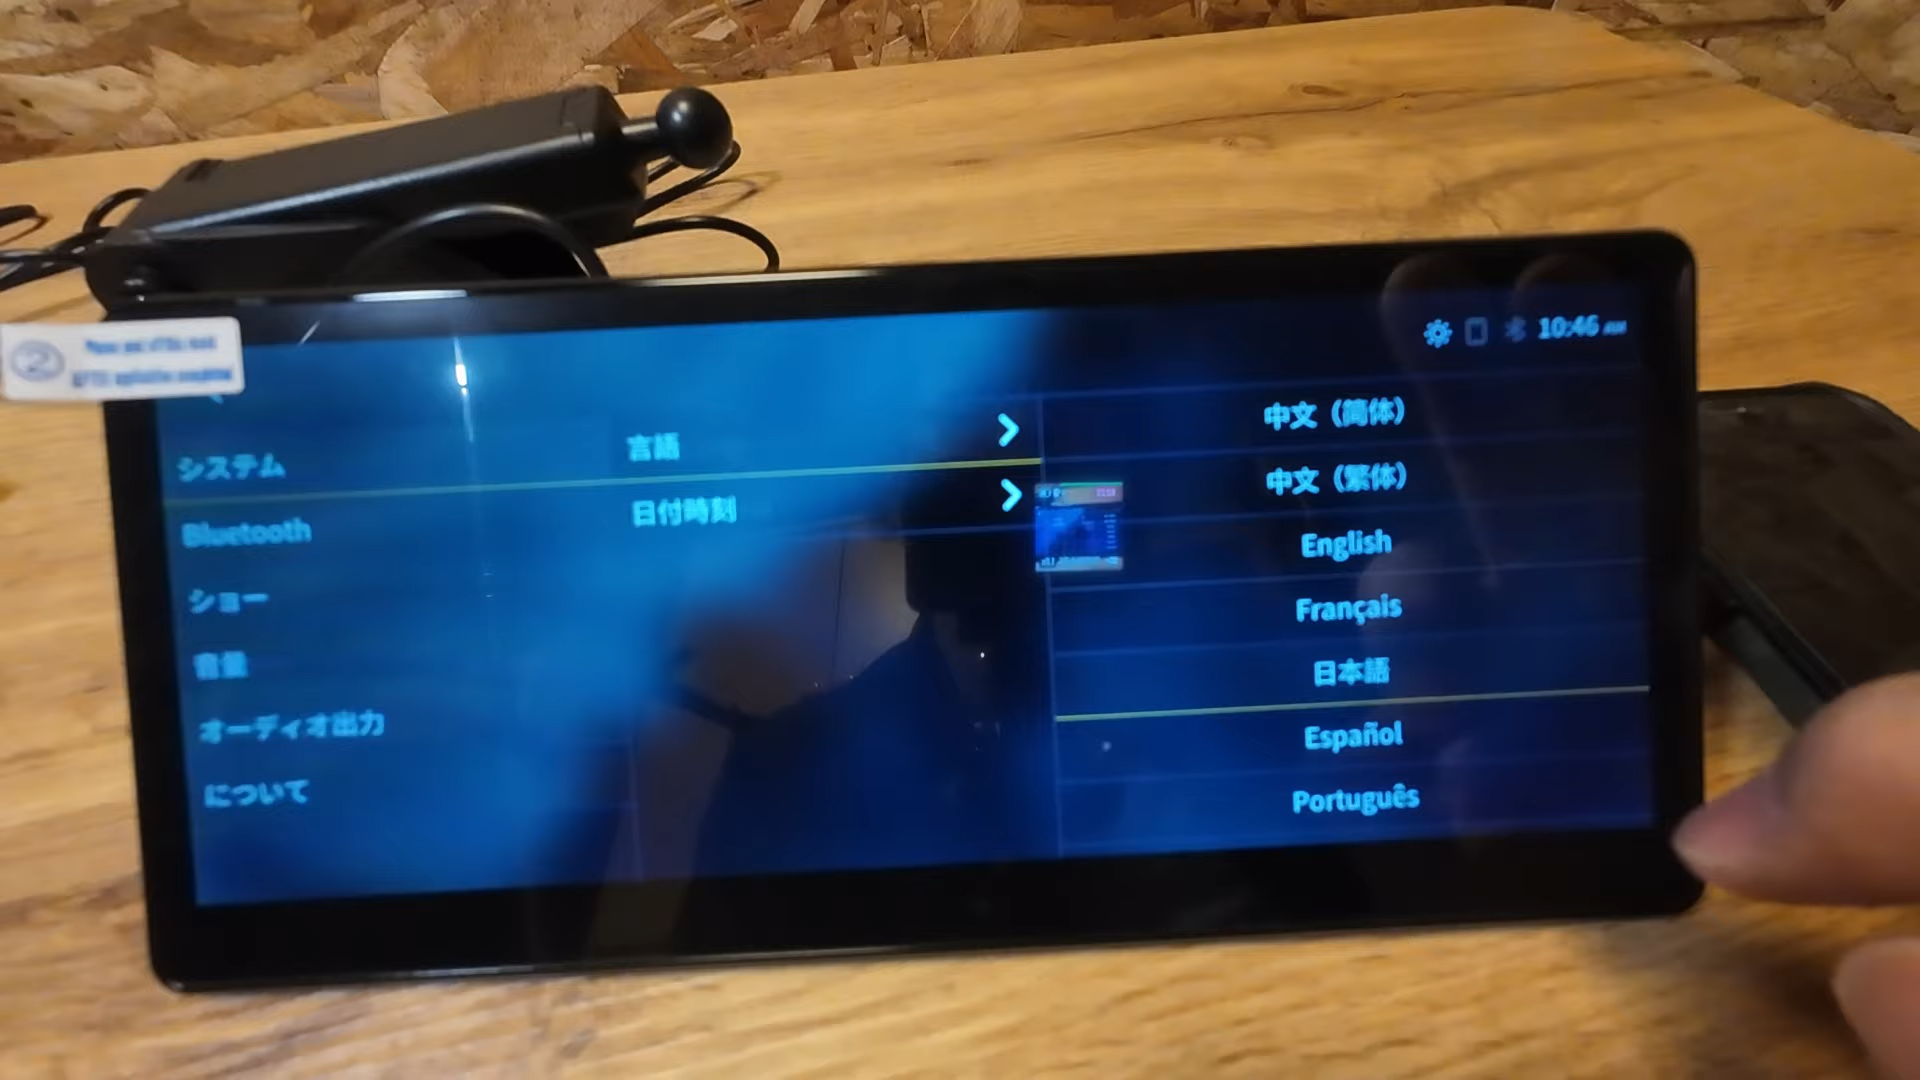 10:46 AM
システム
Bluetooth
ショー
音量
オーディオ出力
について
言語
日付時刻
中文（简体）
中文（繁体）
English
Français
日本語
Español
Português